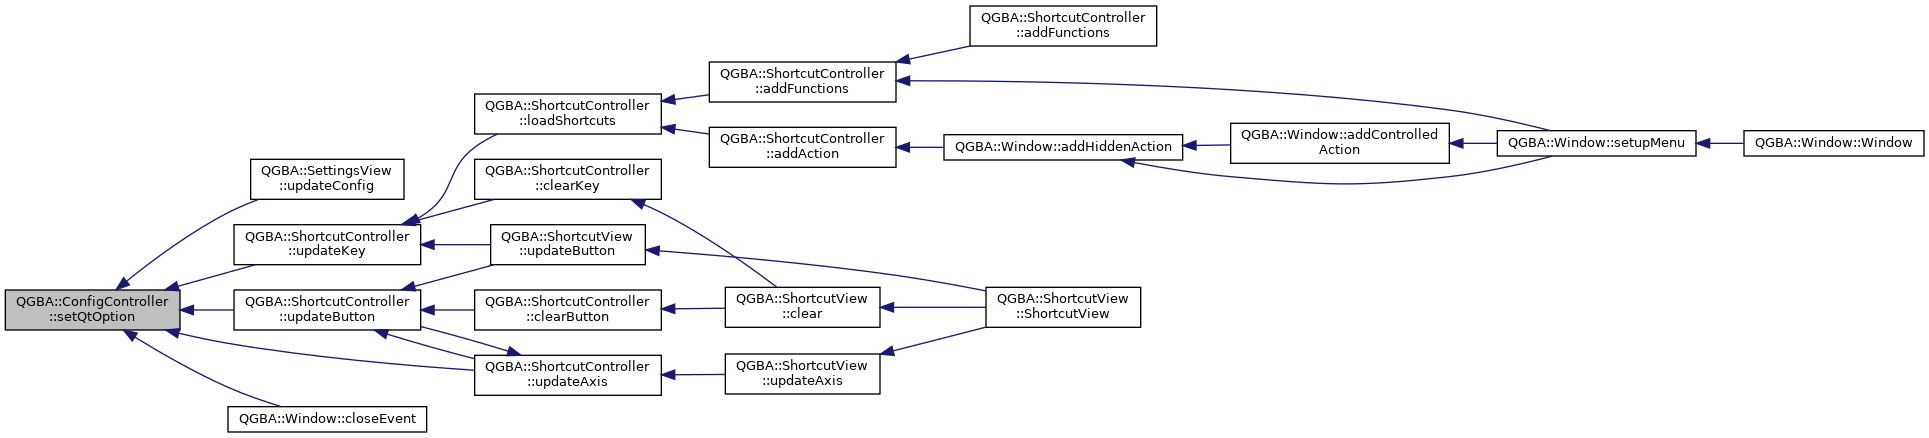 QGBA::ShortcutController
::addFunctions
QGBA::ShortcutController
::addFunctions
QGBA::ShortcutController
::loadShortcuts
QGBA::ShortcutController
::addAction
QGBA::Window::addHiddenAction
QGBA::Window::addControlled
Action
QGBA::Window::setupMenu
QGBA::Window::Window
QGBA::SettingsView
::updateConfig
QGBA::ShortcutController
::clearKey
QGBA::ShortcutController
::updateKey
QGBA::ShortcutView
::updateButton
QGBA::ConfigController
::setQtOption
QGBA::ShortcutController
::updateButton
QGBA::ShortcutController
::clearButton
QGBA::ShortcutView
::clear
QGBA::ShortcutView
::ShortcutView
QGBA::ShortcutController
::updateAxis
QGBA::ShortcutView
::updateAxis
QGBA::Window::closeEvent